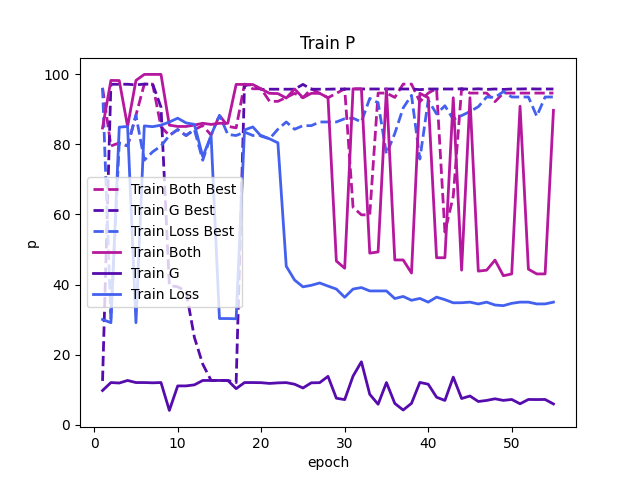 Train P
100
80
60
40
20
0
p
Train Both Best
Train G Best
Train Loss Best
Train Both
Train G
Train Loss
0 10 20 30 40 50
epoch